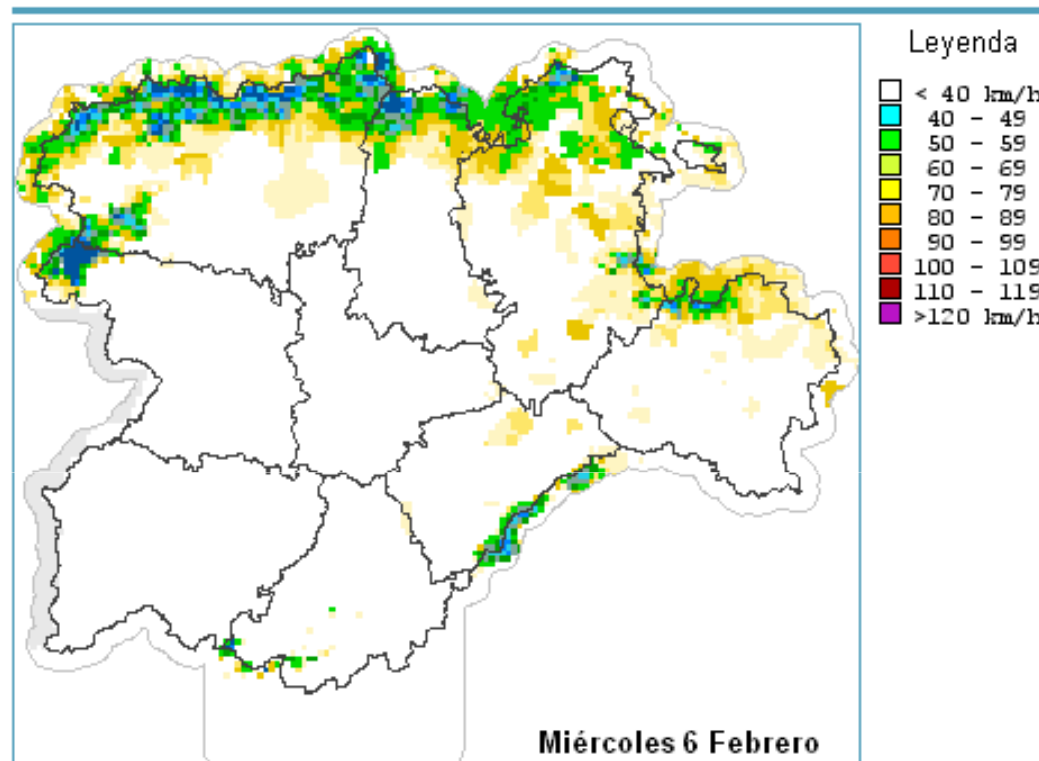 Leyenda
< 40 km/h
40 - 49
50 - 59
60 - 69
70 - 79
80 - 89
90 - 99
100 - 109
110 - 119
>120 km/h
Miércoles 6 Febrero